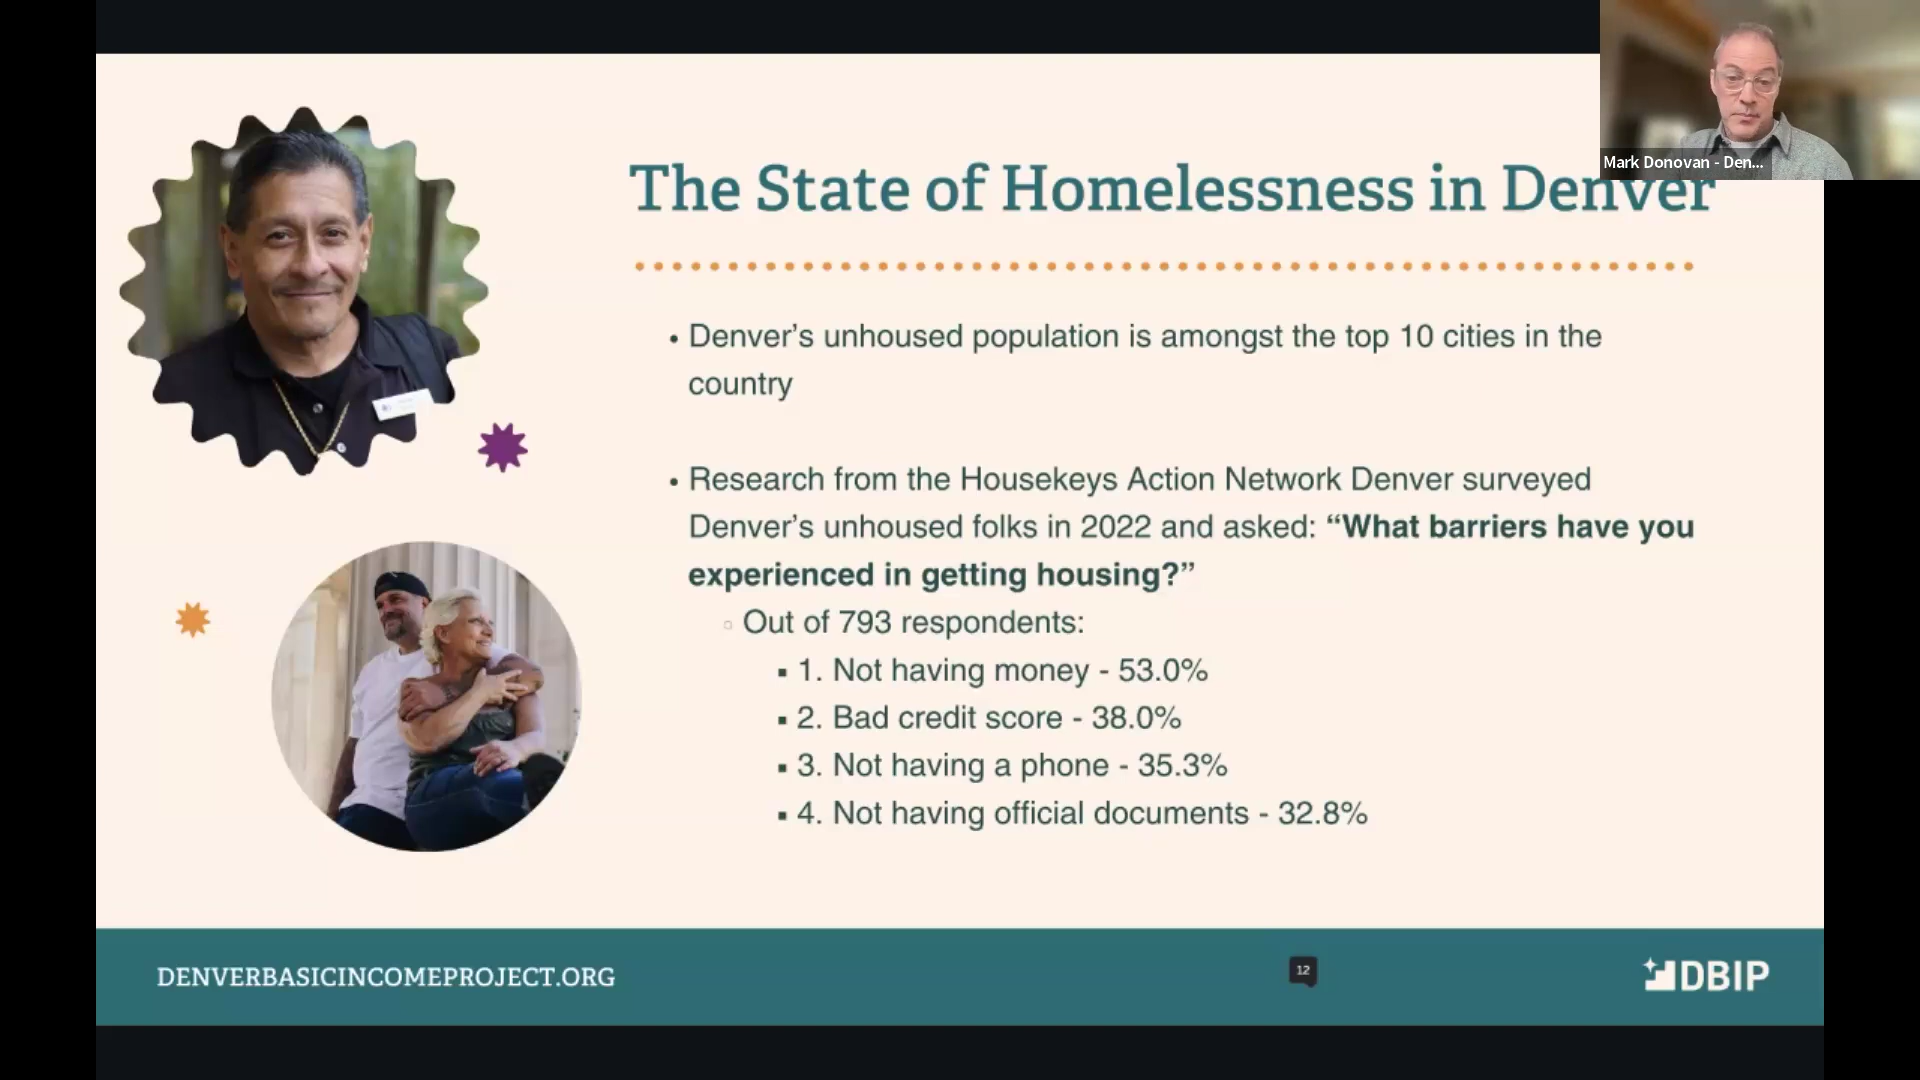 Mark Donovan - Den...
The State of Homelessness in Denver
• Denver’s unhoused population is amongst the top 10 cities in the
country
• Research from the Housekeys Action Network Denver surveyed
Denver’s unhoused folks in 2022 and asked: “What barriers have you
experienced in getting housing?”
○ Out of 793 respondents:
▪ 1. Not having money - 53.0%
▪ 2. Bad credit score - 38.0%
▪ 3. Not having a phone - 35.3%
▪ 4. Not having official documents - 32.8%
DENVERBASICINCOMEPROJECT.ORG
12
DBIP